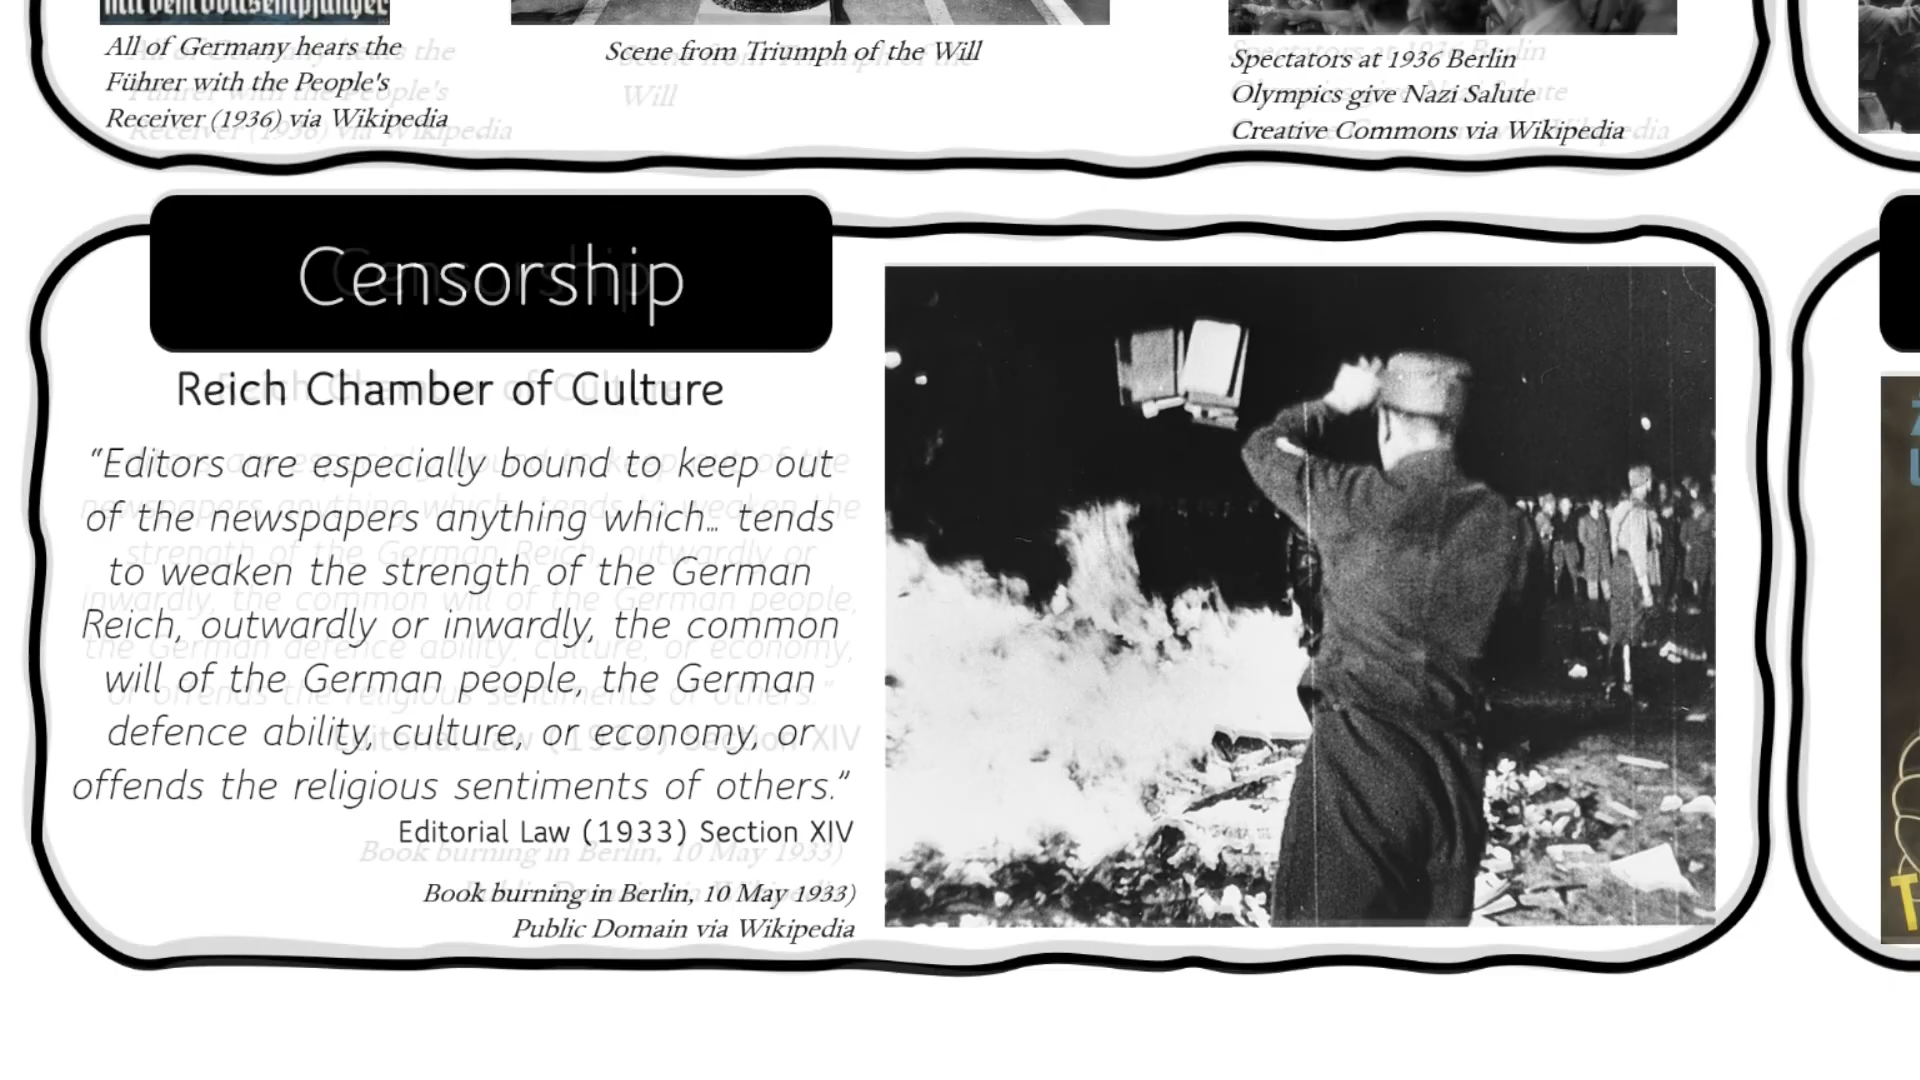 All of Germany hears the
Führer with the People's
Receiver (1936) via Wikipedia
Scene from Triumph of the Will
Spectators at 1936 Berlin
Olympics give Nazi Salute
Creative Commons via Wikipedia
Censorship
Reich Chamber of Culture
“Editors are especially bound to keep out
of the newspapers anything which… tends
to weaken the strength of the German
Reich, outwardly or inwardly, the common
will of the German people, the German
defence ability, culture, or economy, or
offends the religious sentiments of others.”
Editorial Law (1933) Section XIV
Book burning in Berlin, 10 May 1933)
Public Domain via Wikipedia